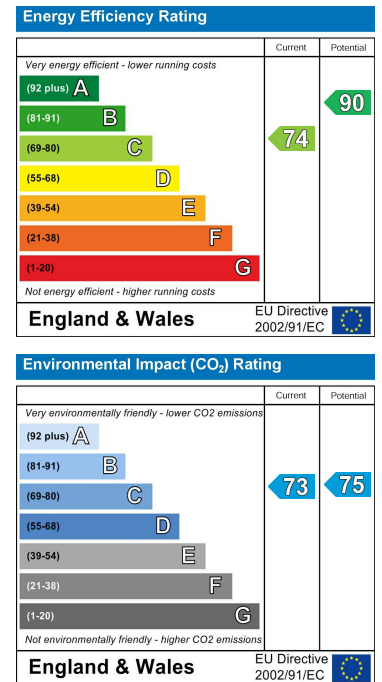 Energy Efficiency Rating
Current Potential
Very energy efficient - lower running costs
(92 plus) A
(81-91) B
(69-80) C
(55-68) D
(39-54) E
(21-38) F
(1-20) G
74
90
Not energy efficient - higher running costs
England & Wales
EU Directive
2002/91/EC
Environmental Impact (CO₂) Rating
Current Potential
Very environmentally friendly - lower CO2 emissions
(92 plus) A
(81-91) B
(69-80) C
(55-68) D
(39-54) E
(21-38) F
(1-20) G
73
75
Not environmentally friendly - higher CO2 emissions
England & Wales
EU Directive
2002/91/EC